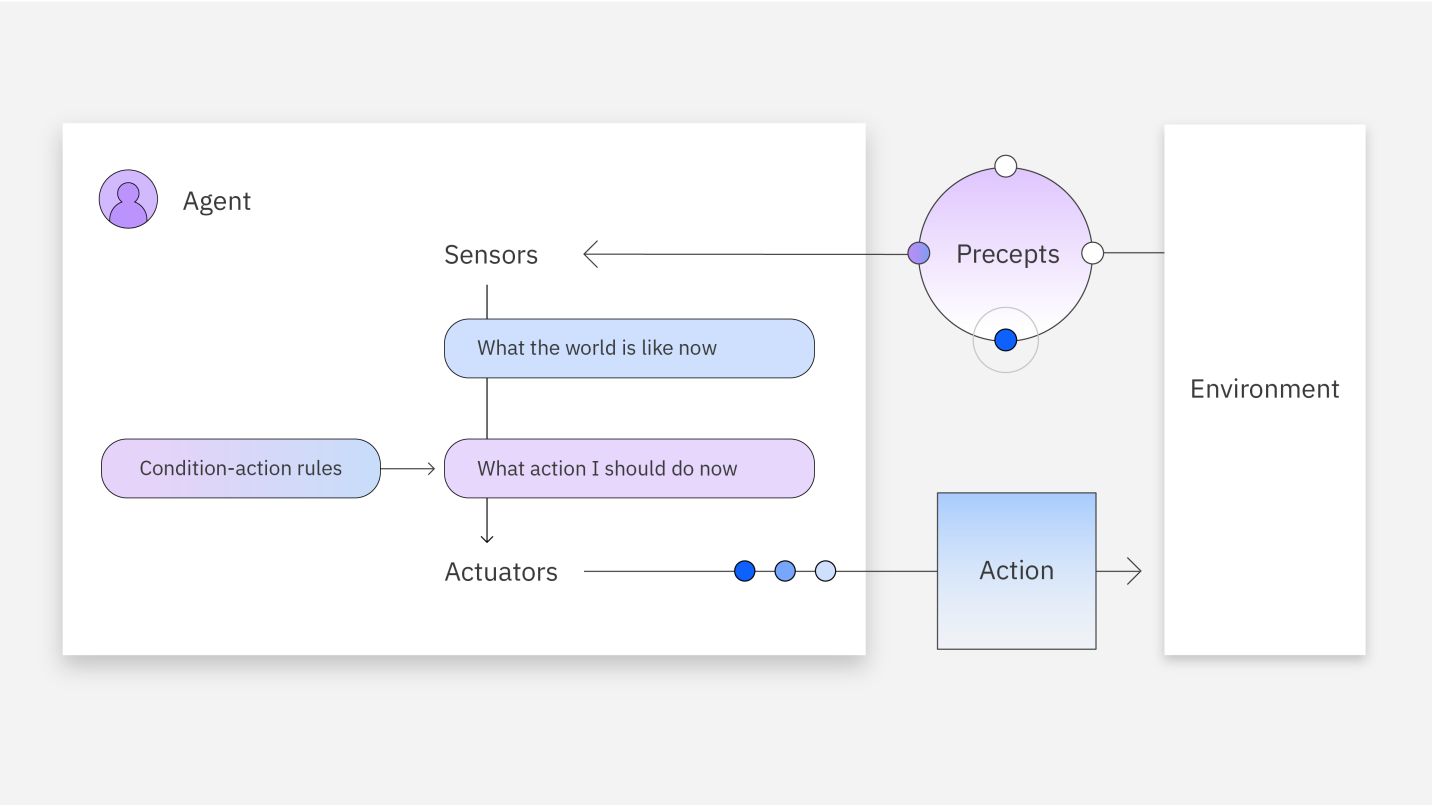 Agent
Sensors
Precepts
What the world is like now
Environment
Condition-action rules
What action I should do now
Actuators
Action